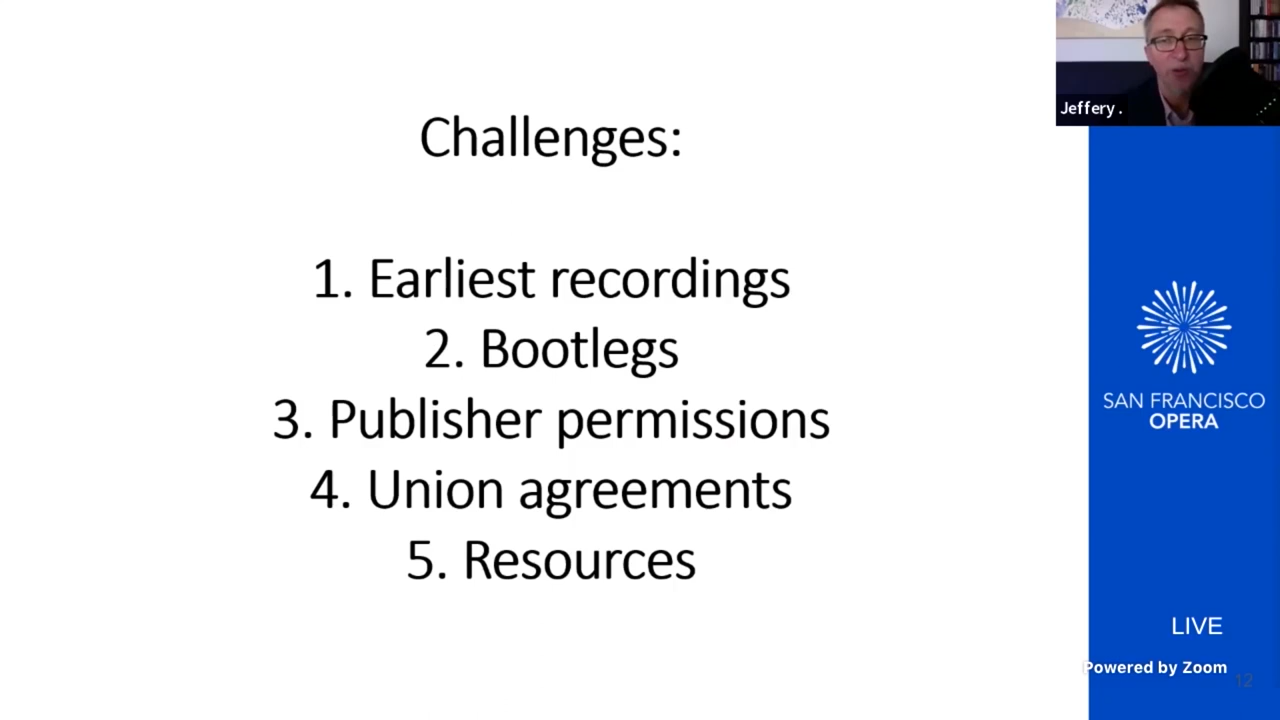 Jeffery .
Challenges:
1. Earliest recordings
2. Bootlegs
3. Publisher permissions
4. Union agreements
5. Resources
SAN FRANCISCO
OPERA
LIVE
Powered by Zoom
12